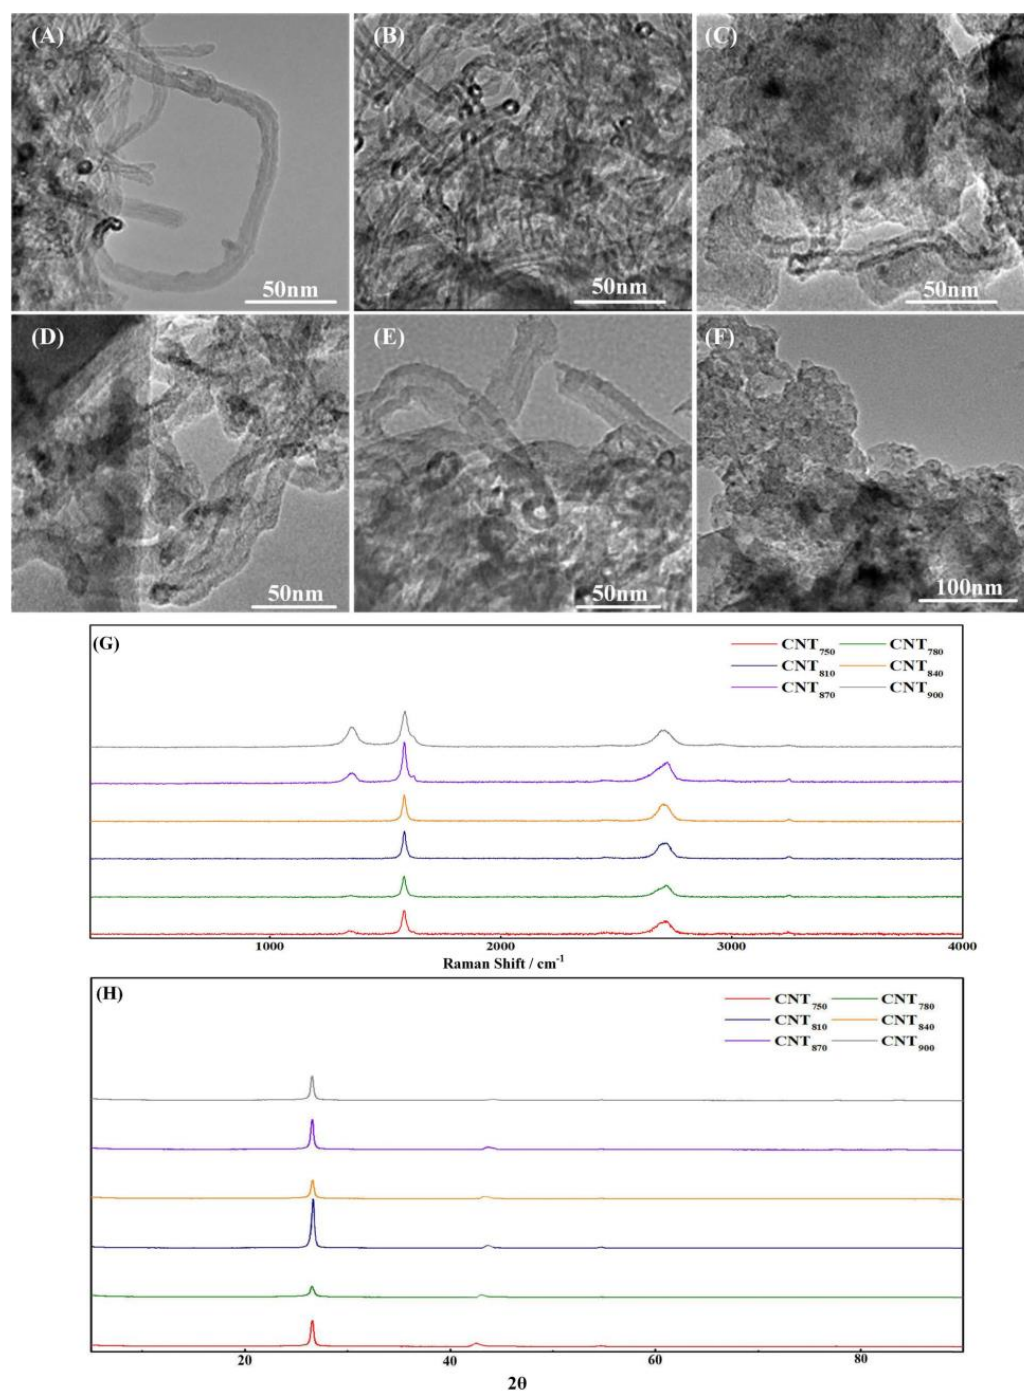 (A) (B) (C)
50nm 50nm 50nm
(D) (E) (F)
50nm 50nm 100nm
(G)
CNT₇₅₀ CNT₇₈₀
CNT₈₁₀ CNT₈₄₀
CNT₈₇₀ CNT₉₀₀
1000 2000 3000 4000
Raman Shift / cm⁻¹
(H)
CNT₇₅₀ CNT₇₈₀
CNT₈₁₀ CNT₈₄₀
CNT₈₇₀ CNT₉₀₀
20 40 60 80
2θ